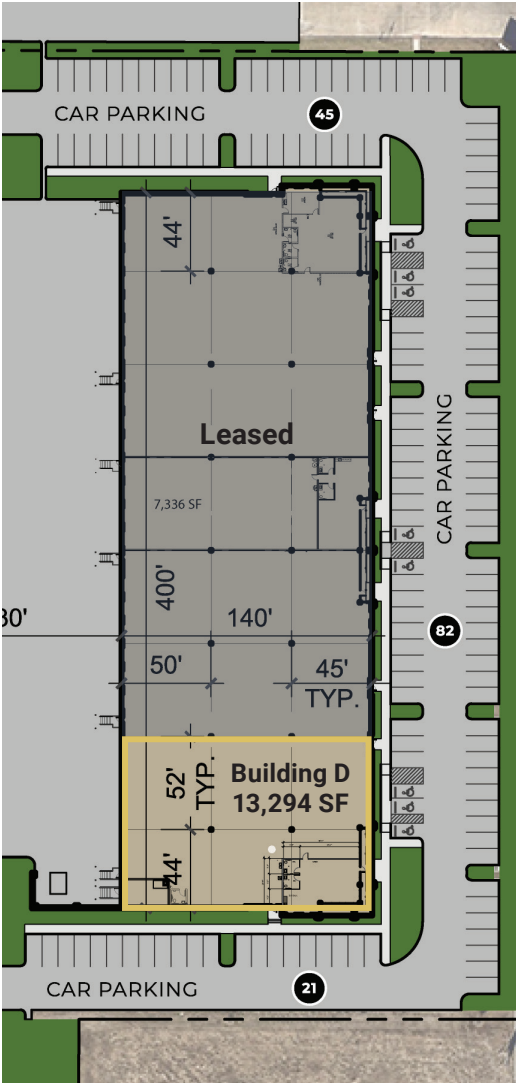 CAR PARKING
45
44'
Leased
7,336 SF
CAR PARKING
400'
140'
30'
82
50'
45'
TYP.
52'
TYP.
Building D
13,294 SF
44'
CAR PARKING
21